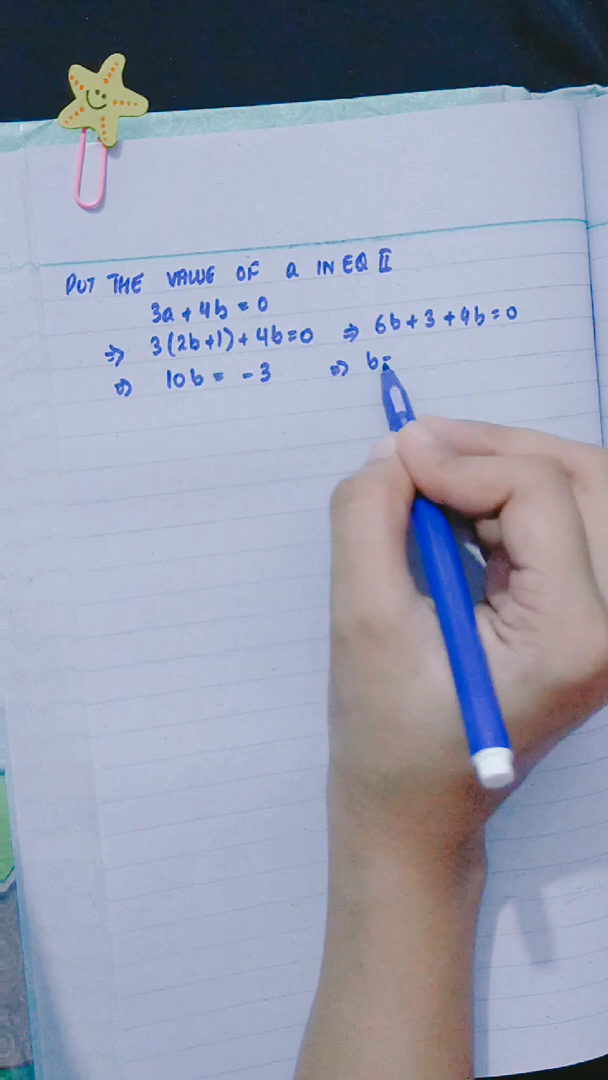 PUT THE VALUE OF a IN EQ II
3a + 4b = 0
⇒ 3(2b+1) + 4b = 0 ⇒ 6b + 3 + 4b = 0
⇒ 10b = -3 ⇒ b=